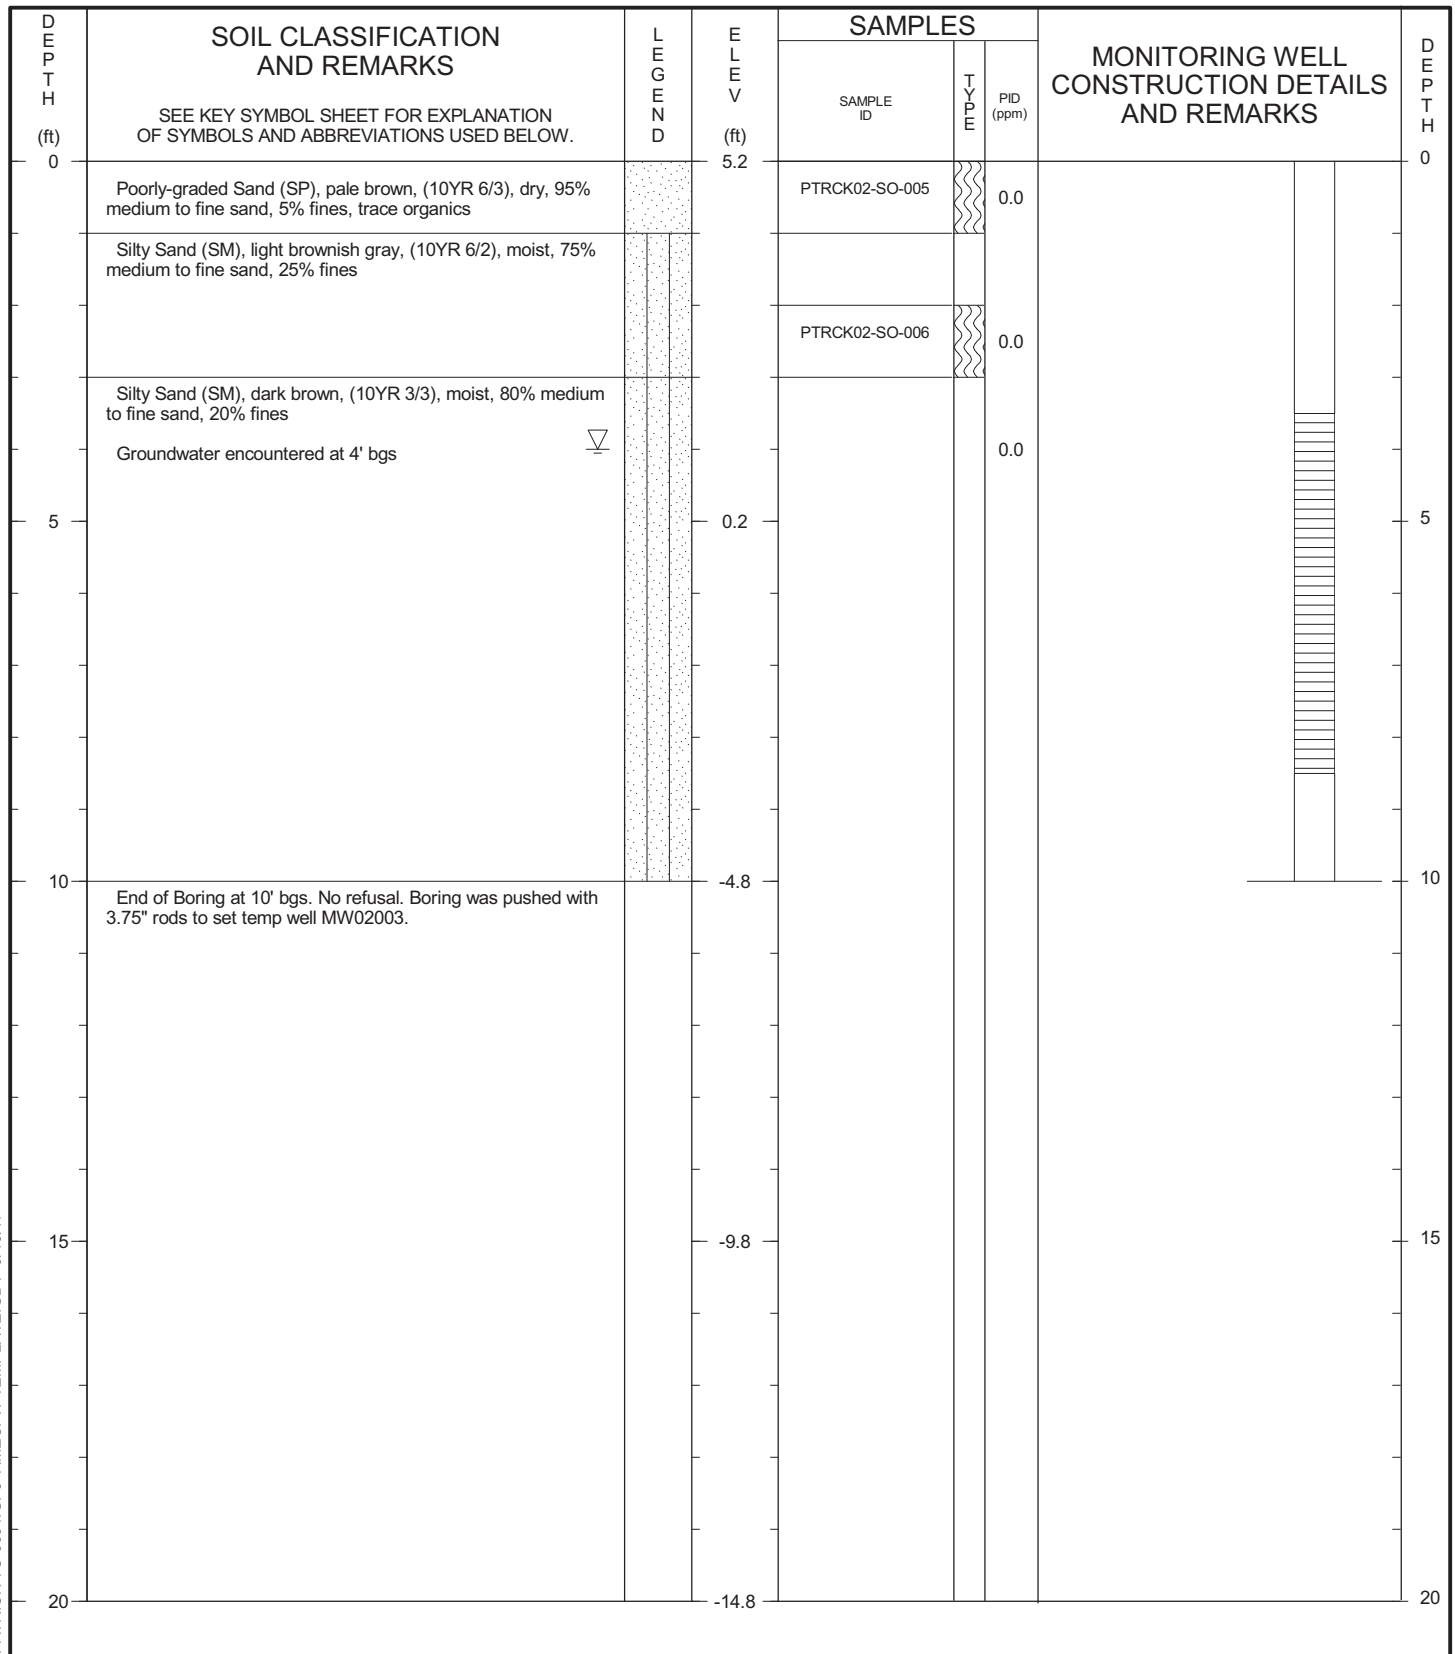 DEPTH
(ft)
SOIL CLASSIFICATION
AND REMARKS
SEE KEY SYMBOL SHEET FOR EXPLANATION
OF SYMBOLS AND ABBREVIATIONS USED BELOW.
LEGEND
ELEV
(ft)
SAMPLES
SAMPLE
ID
TYPE
PID
(ppm)
MONITORING WELL
CONSTRUCTION DETAILS
AND REMARKS
DEPTH
0
5.2
0
Poorly-graded Sand (SP), pale brown, (10YR 6/3), dry, 95%
medium to fine sand, 5% fines, trace organics
PTRCK02-SO-005
0.0
Silty Sand (SM), light brownish gray, (10YR 6/2), moist, 75%
medium to fine sand, 25% fines
PTRCK02-SO-006
0.0
Silty Sand (SM), dark brown, (10YR 3/3), moist, 80% medium
to fine sand, 20% fines
Groundwater encountered at 4' bgs
0.0
5
0.2
5
10
-4.8
10
End of Boring at 10' bgs. No refusal. Boring was pushed with
3.75" rods to set temp well MW02003.
15
-9.8
15
20
-14.8
20